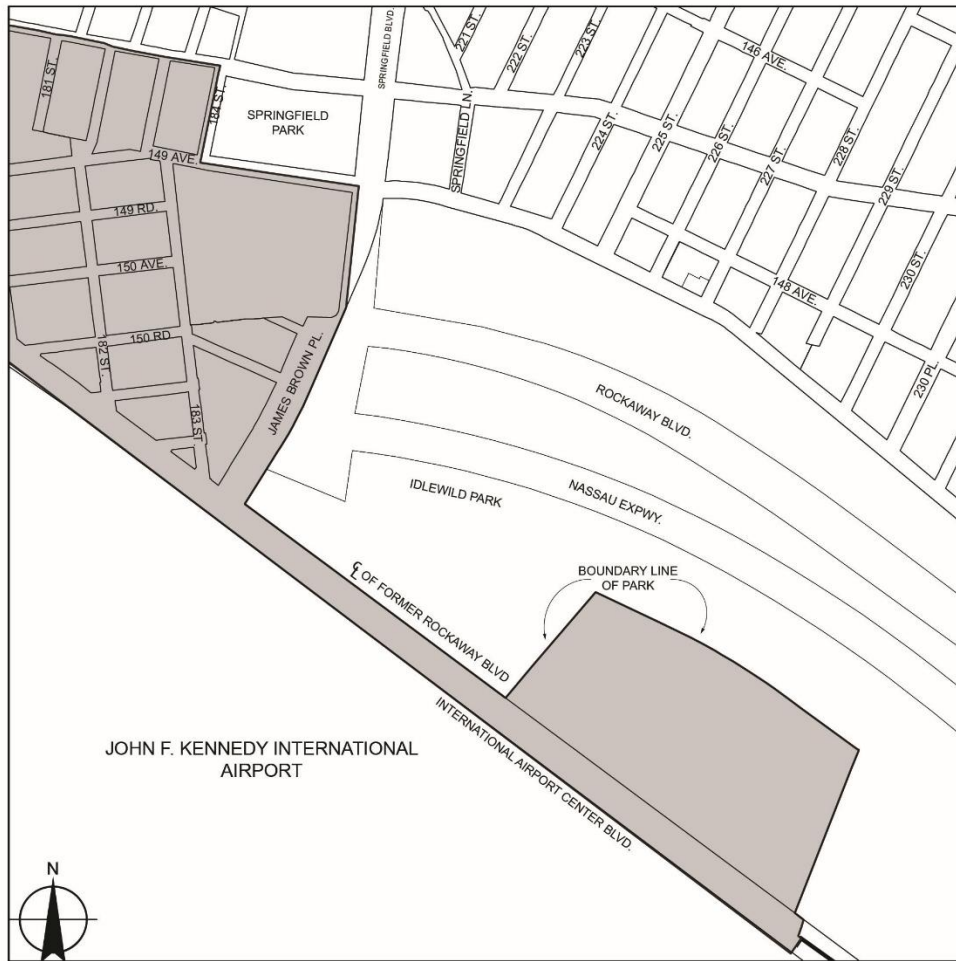 SPRINGFIELD BLVD.
221 ST.
222 ST.
223 ST.
146 AVE.
181 ST.
184 ST.
SPRINGFIELD
PARK
SPRINGFIELD LN.
224 ST.
225 ST.
226 ST.
227 ST.
228 ST.
229 ST.
149 AVE.
149 RD.
150 AVE.
230 ST.
148 AVE.
150 RD
182 ST.
183 ST
JAMES BROWN PL.
230 PL.
ROCKAWAY BLVD.
IDLEWILD PARK
NASSAU EXPWY.
BOUNDARY LINE
OF PARK
℄ OF FORMER ROCKAWAY BLVD
INTERNATIONAL AIRPORT CENTER BLVD.
JOHN F. KENNEDY INTERNATIONAL
AIRPORT
N